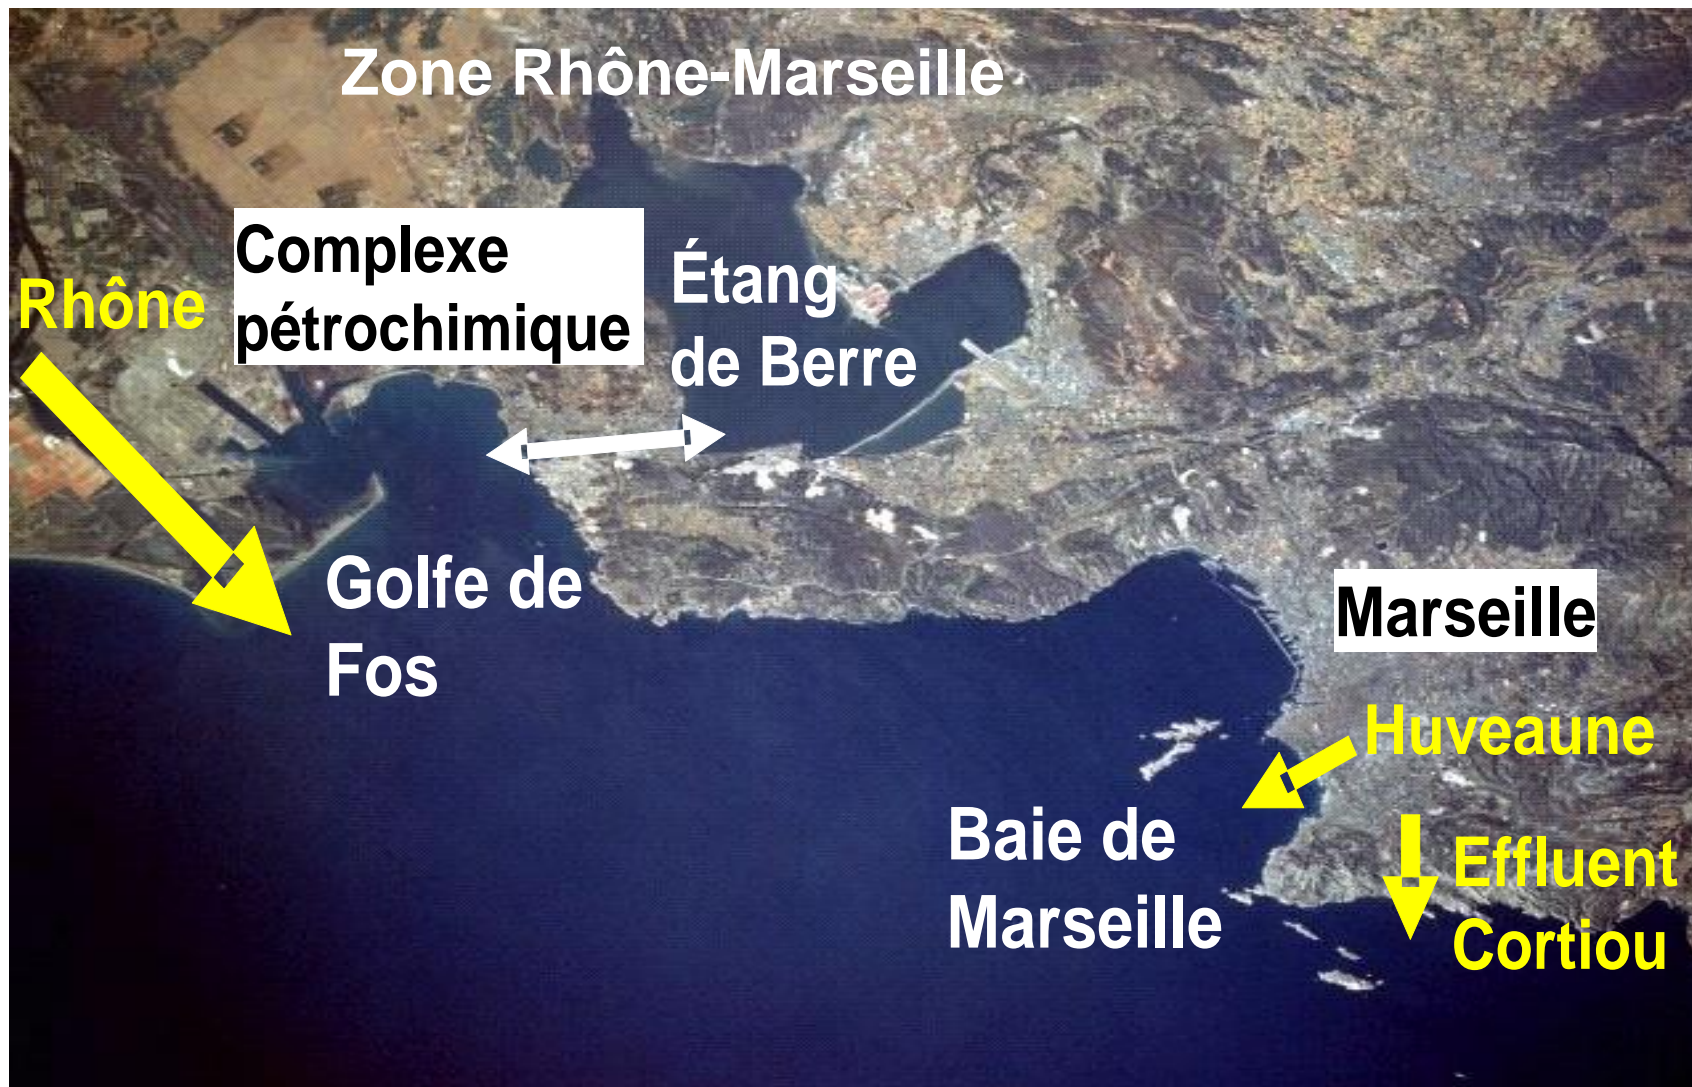 Zone Rhône-Marseille
Complexe
pétrochimique
Rhône
Étang
de Berre
Golfe de
Fos
Marseille
Huveaune
Baie de
Marseille
Effluent
Cortiou